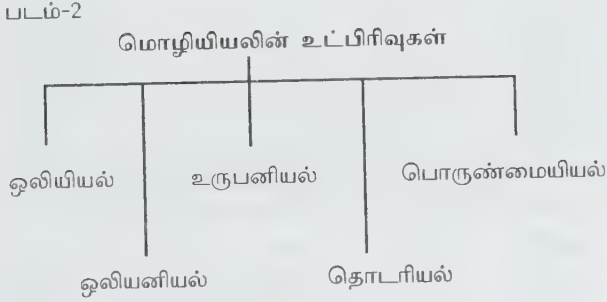 படம்-2
மொழியியலின் உட்பிரிவுகள்
ஒலியியல்
உருபனியல்
பொருண்மையியல்
ஒலியனியல்
தொடரியல்